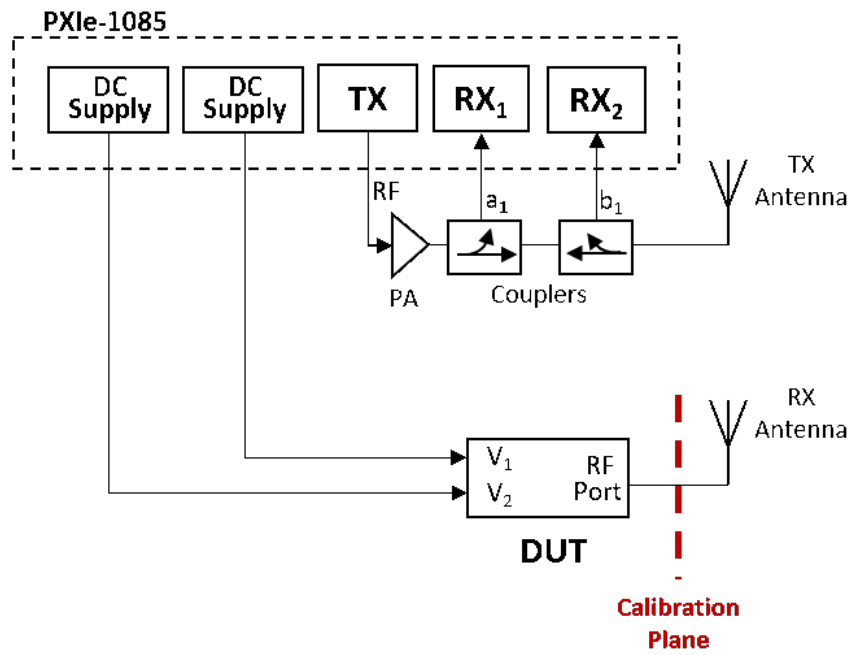 PXIe-1085
DC
Supply
DC
Supply
TX
RX₁
RX₂
RF
a₁
b₁
TX
Antenna
PA
Couplers
RX
Antenna
V₁
V₂
RF
Port
DUT
Calibration
Plane